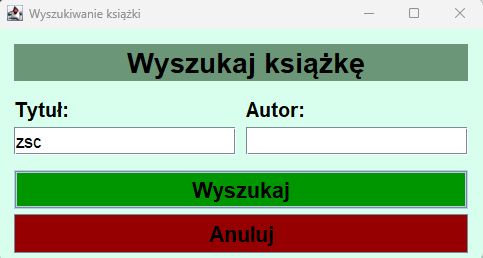 Wyszukiwanie książki
Wyszukaj książkę
Tytuł: Autor:
zsc
Wyszukaj
Anuluj